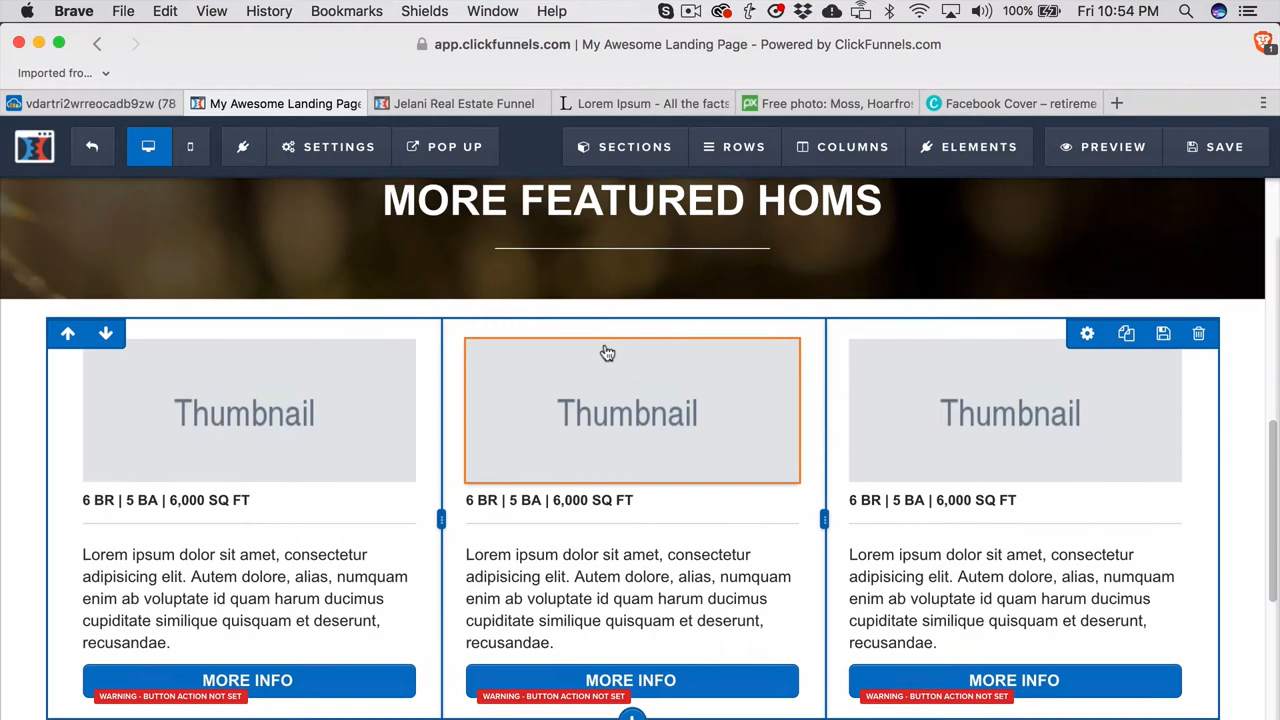 Brave File Edit View History Bookmarks Shields Window Help 100% Fri 10:54 PM
app.clickfunnels.com | My Awesome Landing Page - Powered by ClickFunnels.com
1
Imported fro...
vdartri2wrreocadb9zw (78
My Awesome Landing Page
Jelani Real Estate Funnel
Lorem Ipsum - All the facts
Free photo: Moss, Hoarfros
Facebook Cover – retireme
SETTINGS POP UP SECTIONS ROWS COLUMNS ELEMENTS PREVIEW SAVE
MORE FEATURED HOMS
Thumbnail
6 BR | 5 BA | 6,000 SQ FT
Lorem ipsum dolor sit amet, consectetur
adipisicing elit. Autem dolore, alias, numquam
enim ab voluptate id quam harum ducimus
cupiditate similique quisquam et deserunt,
recusandae.
MORE INFO
WARNING - BUTTON ACTION NOT SET
Thumbnail
6 BR | 5 BA | 6,000 SQ FT
Lorem ipsum dolor sit amet, consectetur
adipisicing elit. Autem dolore, alias, numquam
enim ab voluptate id quam harum ducimus
cupiditate similique quisquam et deserunt,
recusandae.
MORE INFO
WARNING - BUTTON ACTION NOT SET
Thumbnail
6 BR | 5 BA | 6,000 SQ FT
Lorem ipsum dolor sit amet, consectetur
adipisicing elit. Autem dolore, alias, numquam
enim ab voluptate id quam harum ducimus
cupiditate similique quisquam et deserunt,
recusandae.
MORE INFO
WARNING - BUTTON ACTION NOT SET